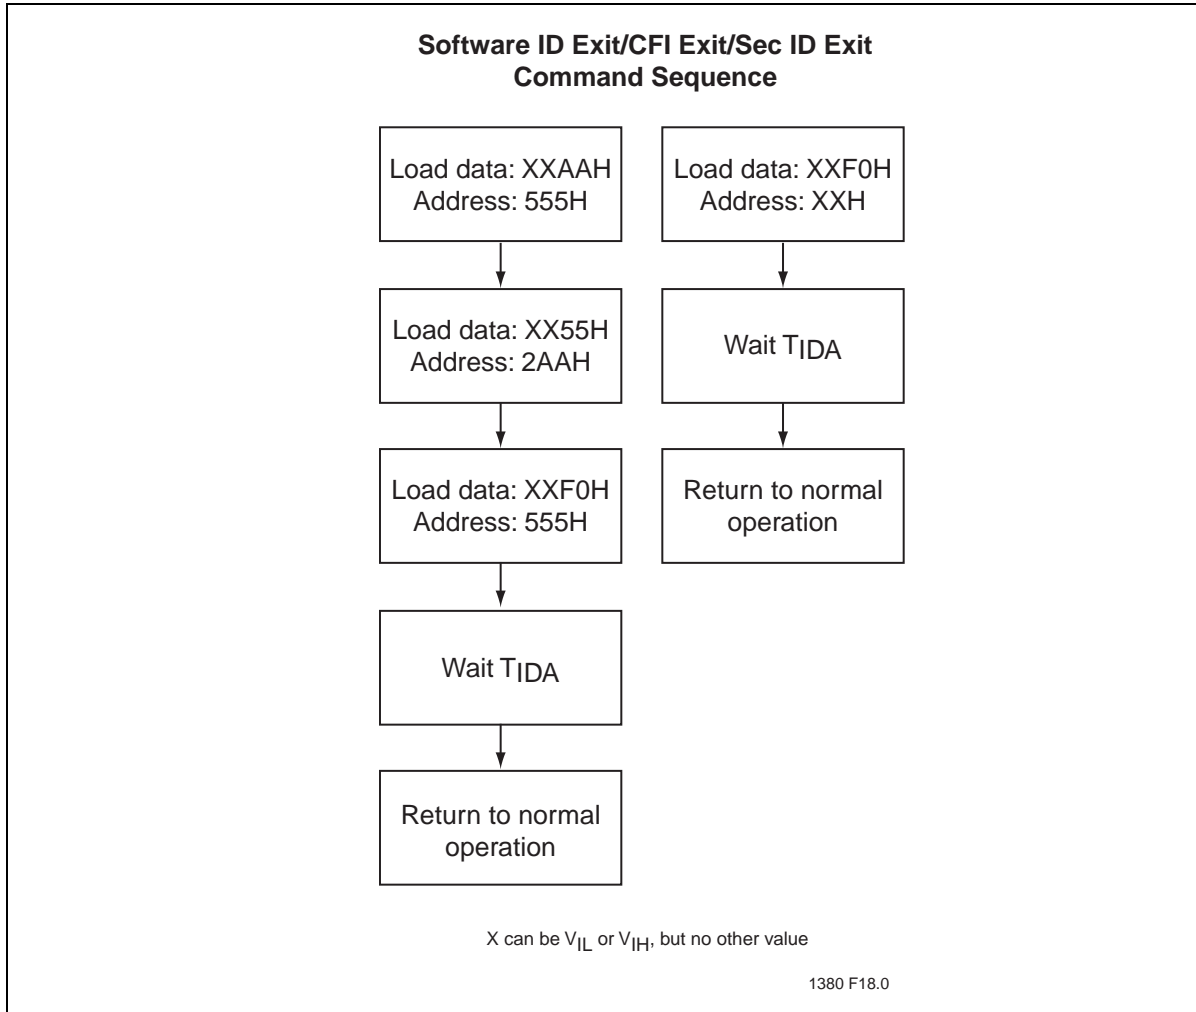 Software ID Exit/CFI Exit/Sec ID Exit
Command Sequence
Load data: XXAAH
Address: 555H
Load data: XX55H
Address: 2AAH
Load data: XXF0H
Address: 555H
Wait TIDA
Return to normal
operation
Load data: XXF0H
Address: XXH
Wait TIDA
Return to normal
operation
X can be VIL or VIH, but no other value
1380 F18.0